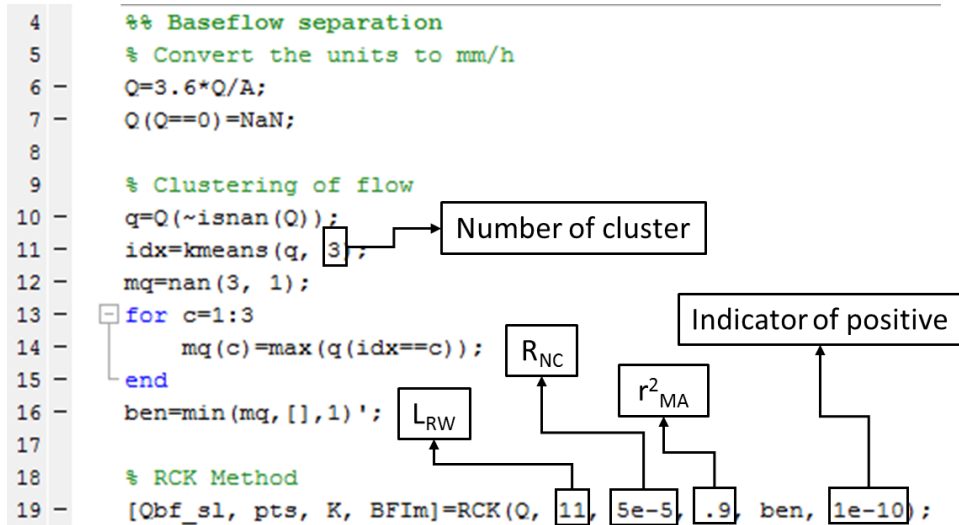 4 %% Baseflow separation
5 % Convert the units to mm/h
6 – Q=3.6*Q/A;
7 – Q(Q==0)=NaN;
8
9 % Clustering of flow
10 – q=Q(~isnan(Q));
Number of cluster
11 – idx=kmeans(q, 3);
12 – mq=nan(3, 1);
13 – for c=1:3
Indicator of positive
14 – mq(c)=max(q(idx==c));
R_NC
15 – end
r²_MA
16 – ben=min(mq,[],1)';
L_RW
17
18 % RCK Method
19 – [Qbf_sl, pts, K, BFIm]=RCK(Q, 11, 5e-5, .9, ben, 1e-10);